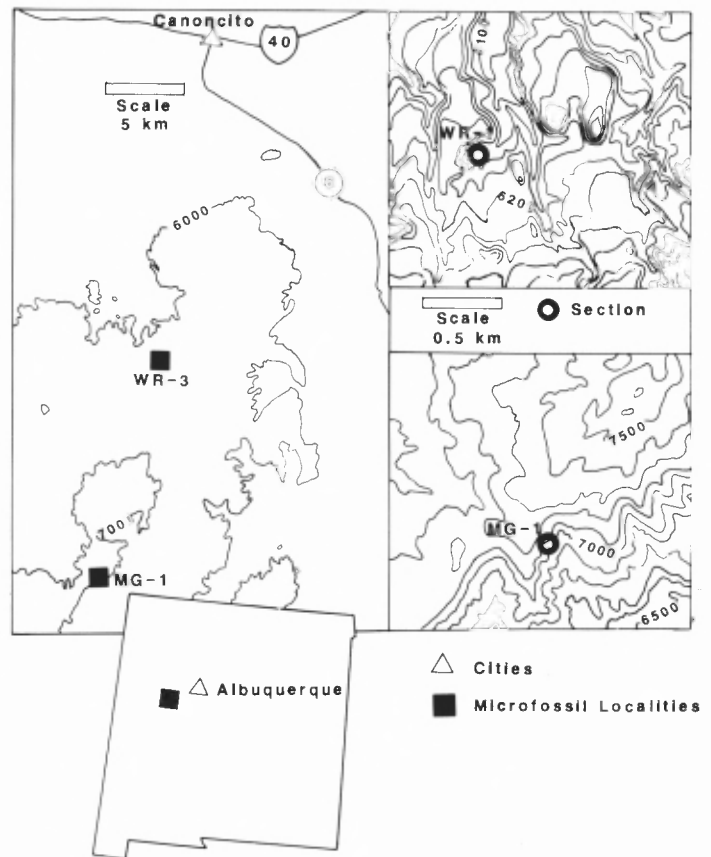 Canoncito
40
Scale
5 km
6000
WR-3
700
MG-1
10
WR-
620
Scale
0.5 km
Section
7500
MG-1
7000
6500
Albuquerque
Cities
Microfossil Localities